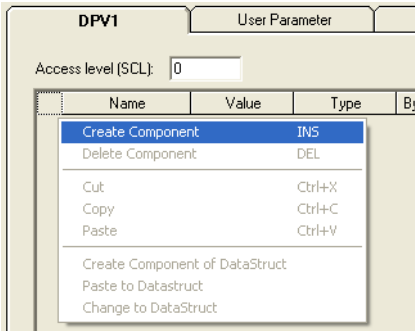 DPV1 User Parameter
Access level (SCL): 0
Name Value Type
Create Component INS
Delete Component DEL
Cut Ctrl+X
Copy Ctrl+C
Paste Ctrl+V
Create Component of DataStruct
Paste to Datastruct
Change to DataStruct